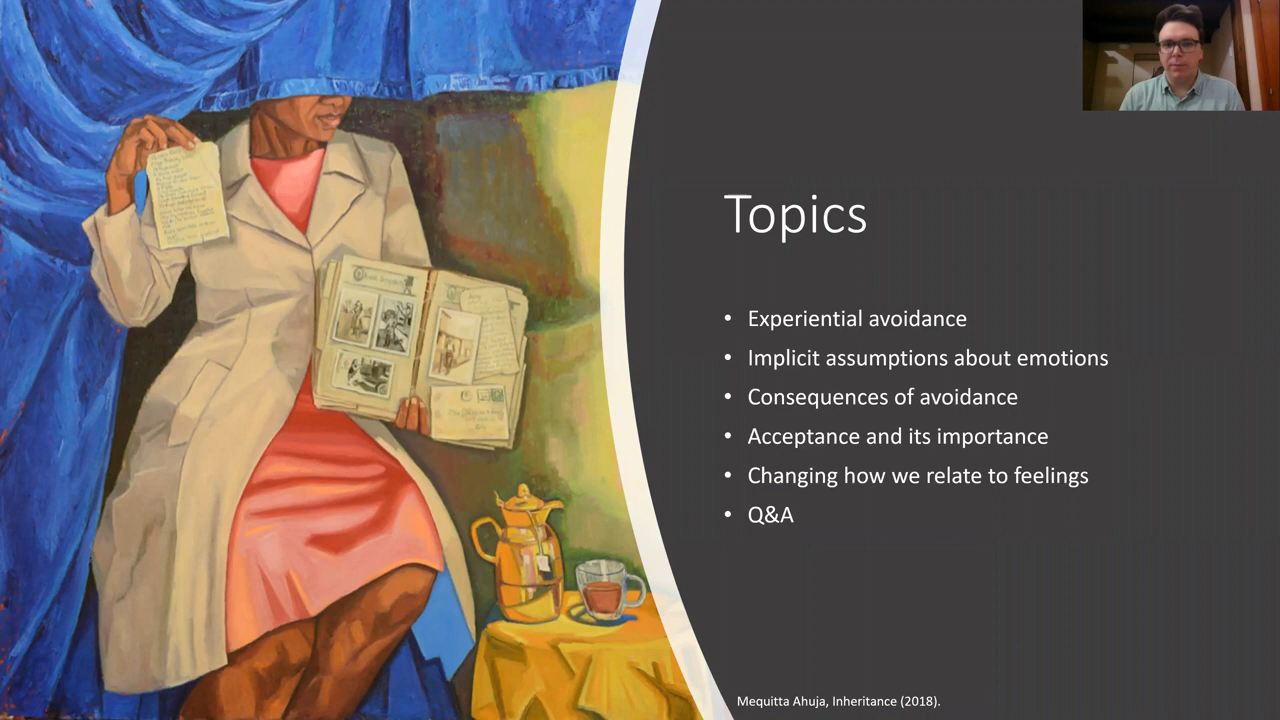 Topics
• Experiential avoidance
• Implicit assumptions about emotions
• Consequences of avoidance
• Acceptance and its importance
• Changing how we relate to feelings
• Q&A
Mequitta Ahuja, Inheritance (2018).